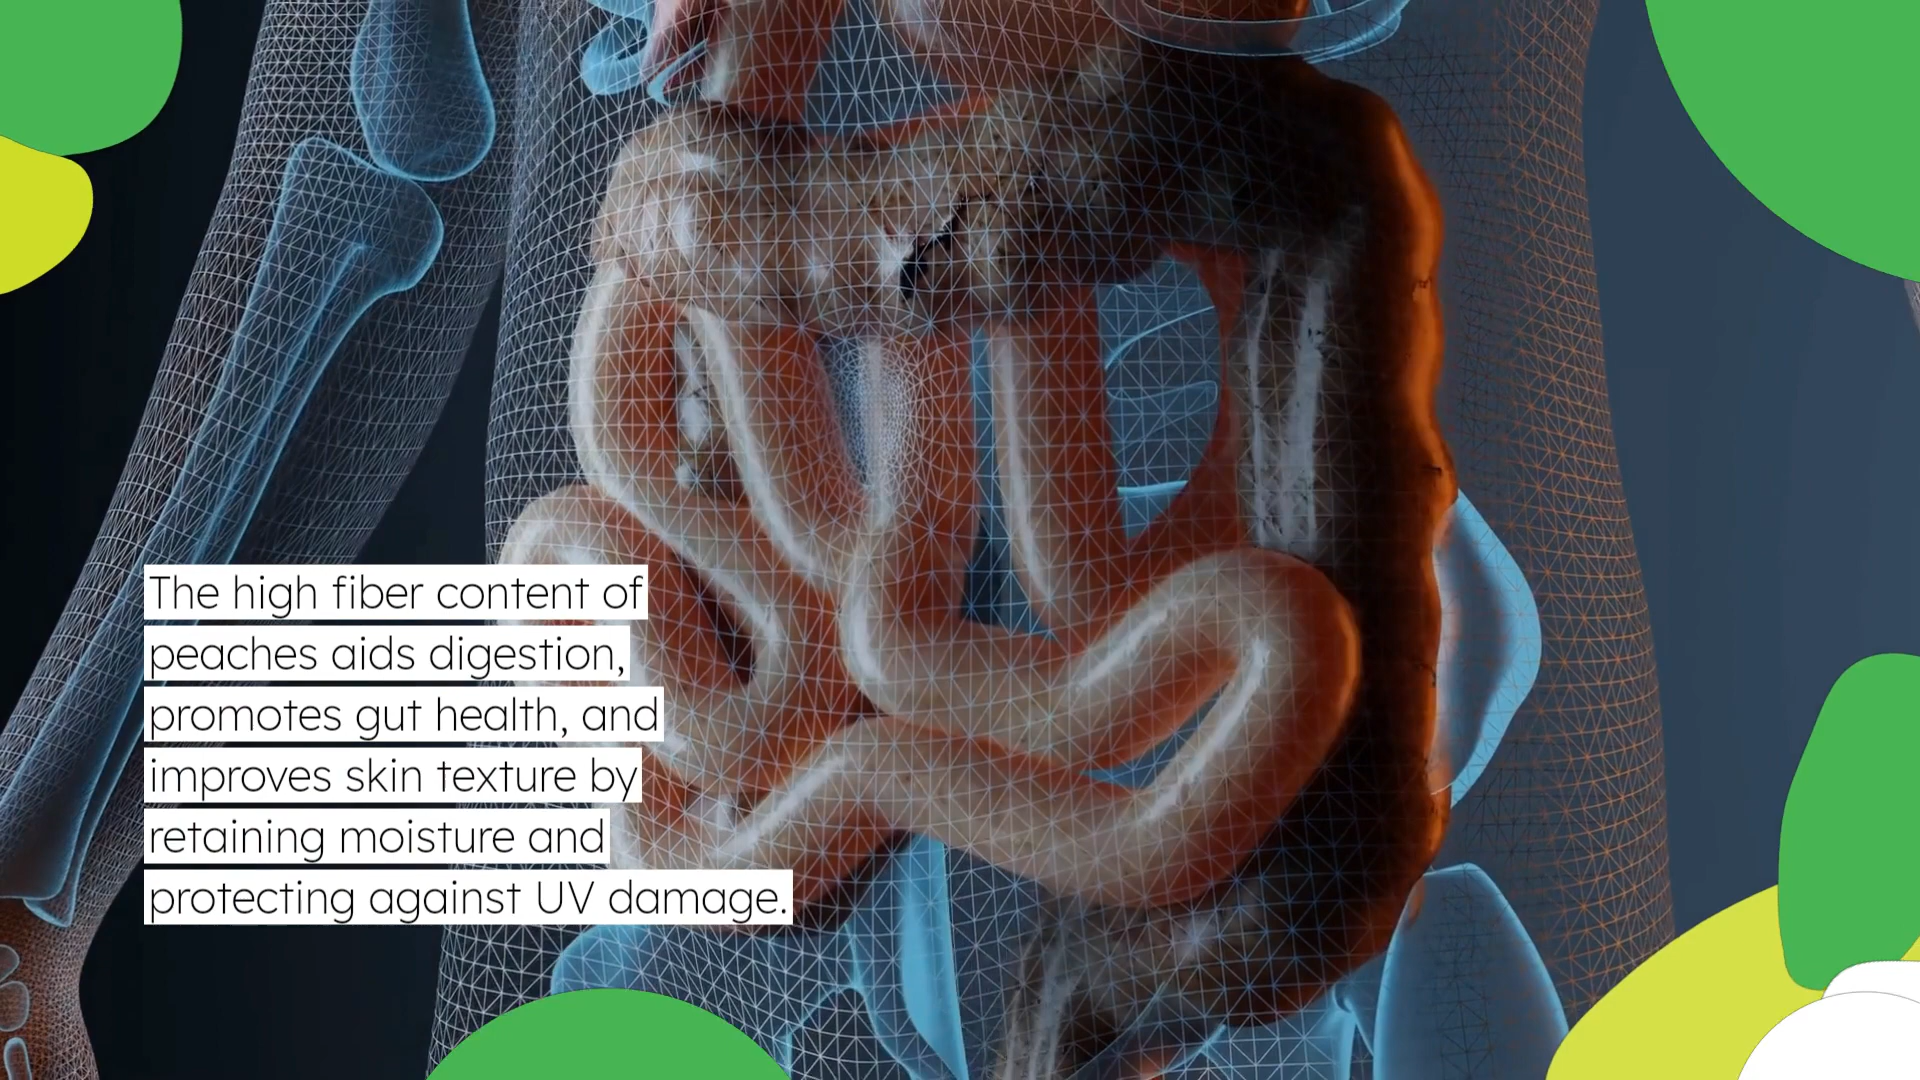 The high fiber content of
peaches aids digestion,
promotes gut health, and
improves skin texture by
retaining moisture and
protecting against UV damage.